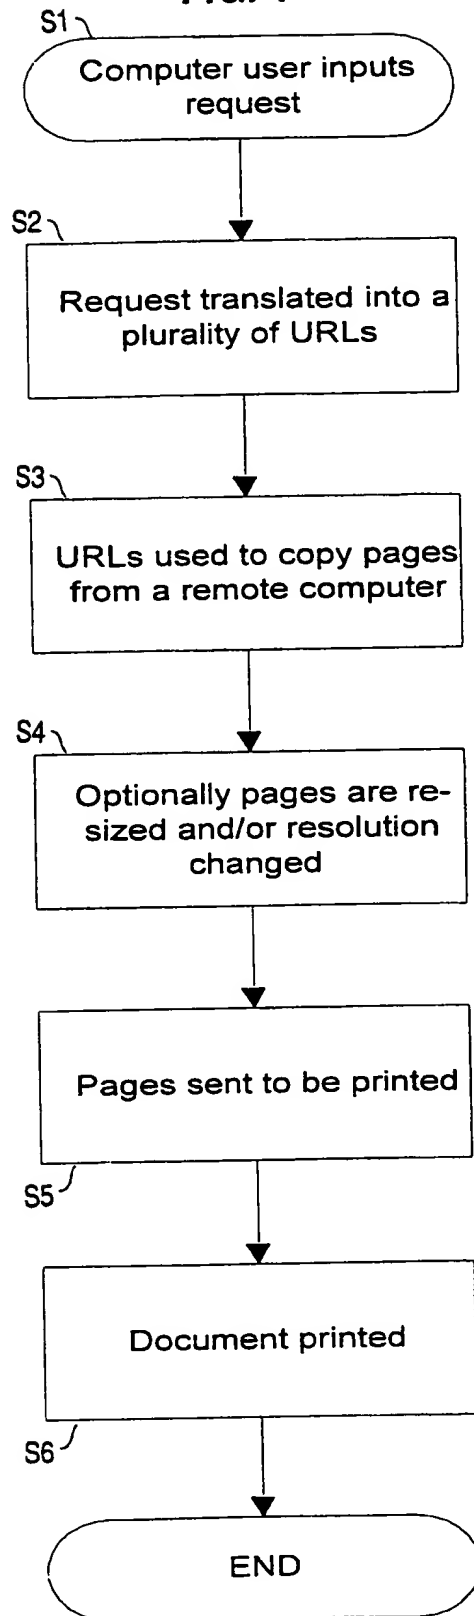 S1
Computer user inputs
request
S2
Request translated into a
plurality of URLs
S3
URLs used to copy pages
from a remote computer
S4
Optionally pages are re-
sized and/or resolution
changed
Pages sent to be printed
S5
Document printed
S6
END